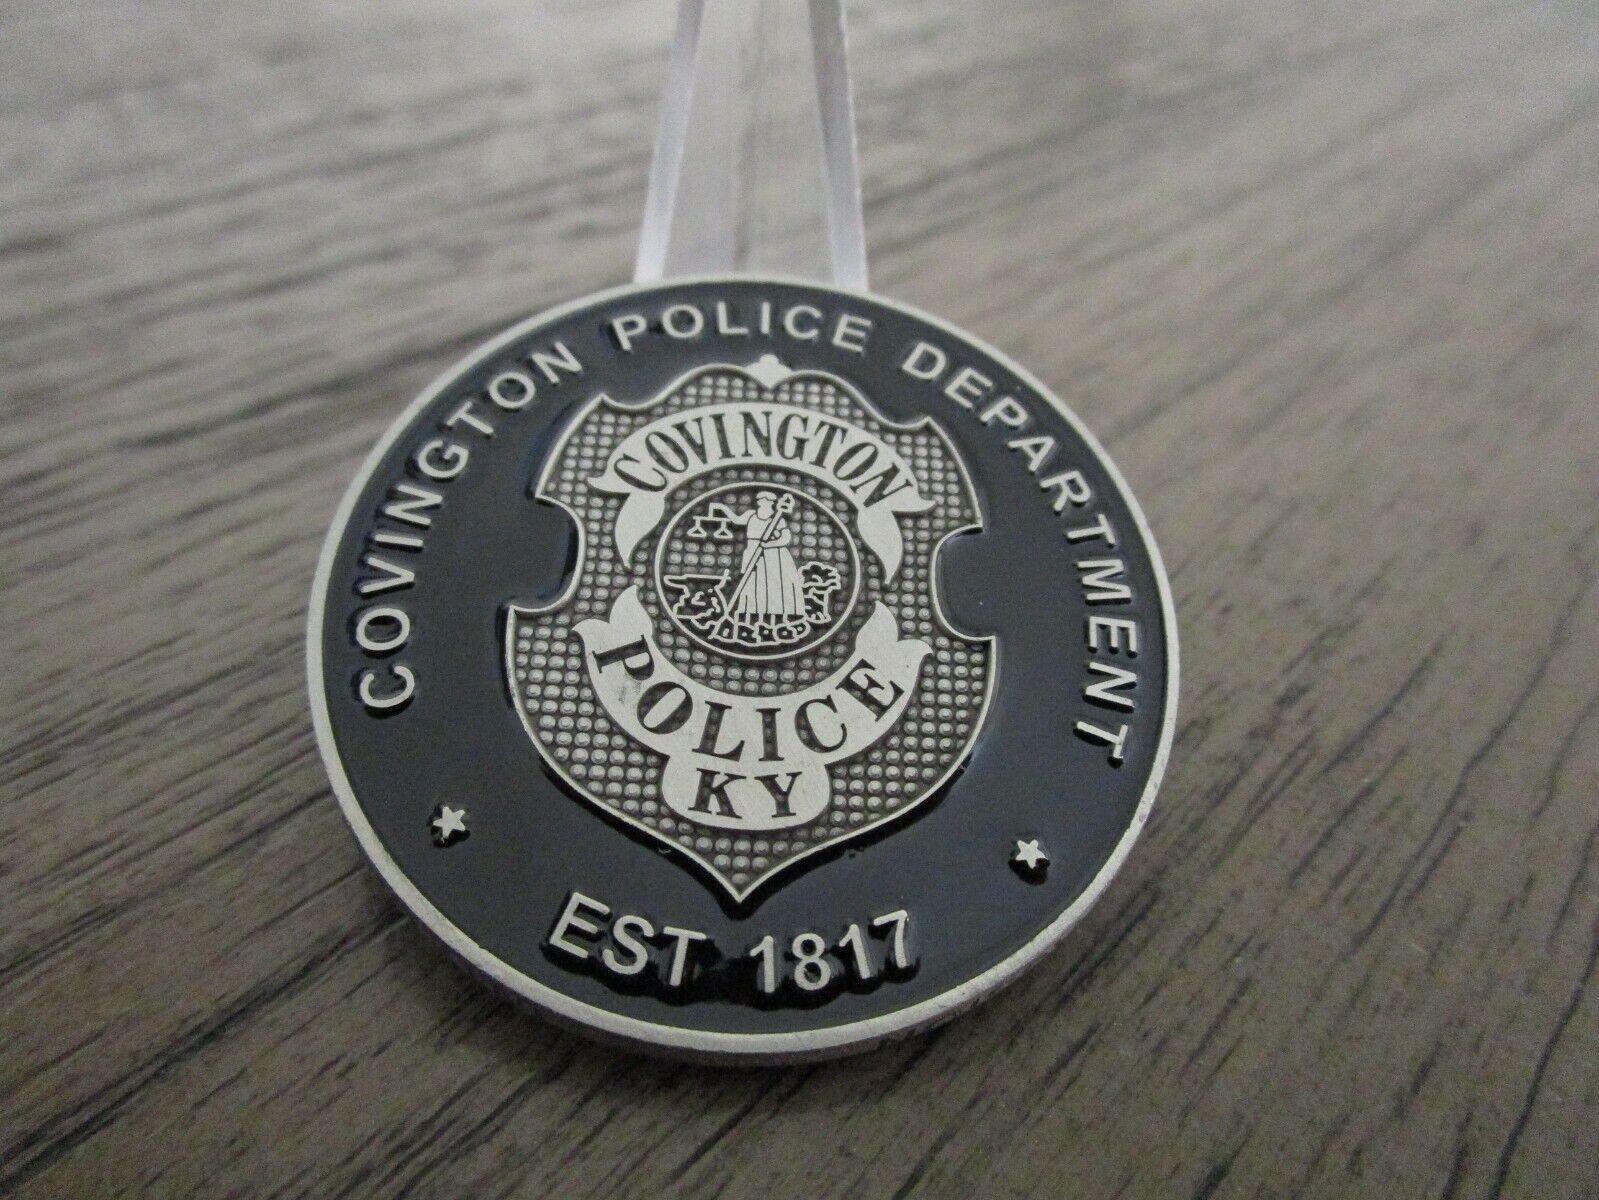 COVINGTON POLICE DEPARTMENT
COVINGTON
POLICE
KY
EST 1817